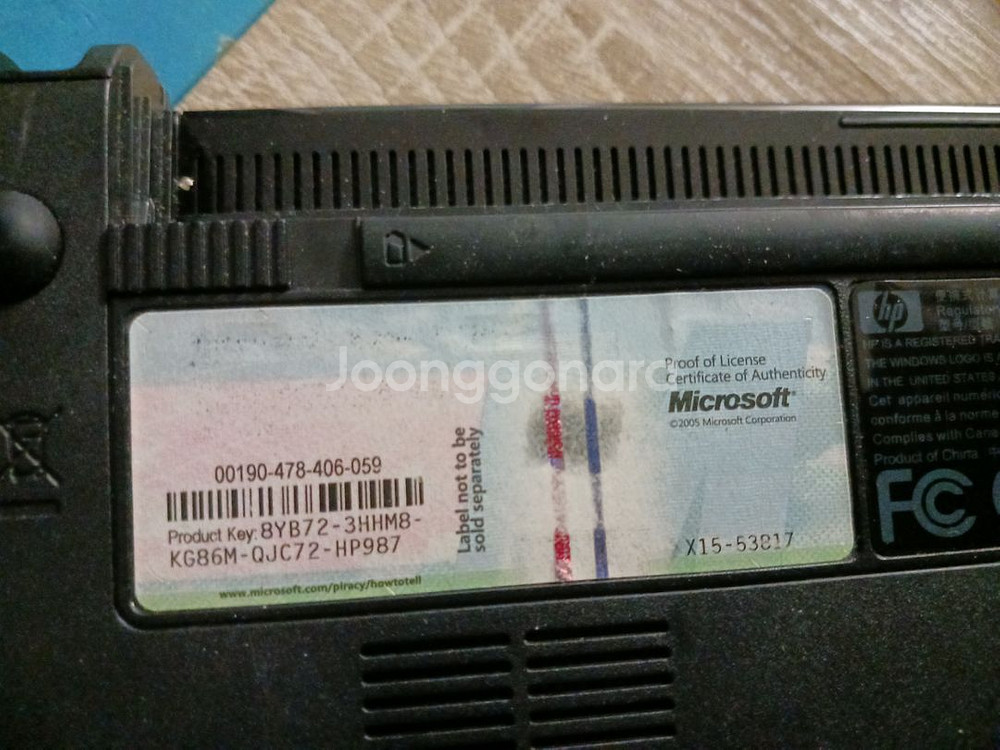 Joonggonara
Proof of License
Certificate of Authenticity
Microsoft®
©2005 Microsoft Corporation
00190-478-406-059
Product Key: 8YB72-3HHM8-
KG86M-QJC72-HP987
Label not to be
sold separately
X15-53817
www.microsoft.com/piracy/howtotell
hp
HP IS A REGISTERED TRA
THE WINDOWS LOGO IS
IN THE UNITED STATES
Cet appareil numéri
conforme à la norme
Complies with Cana
Product of China
FC